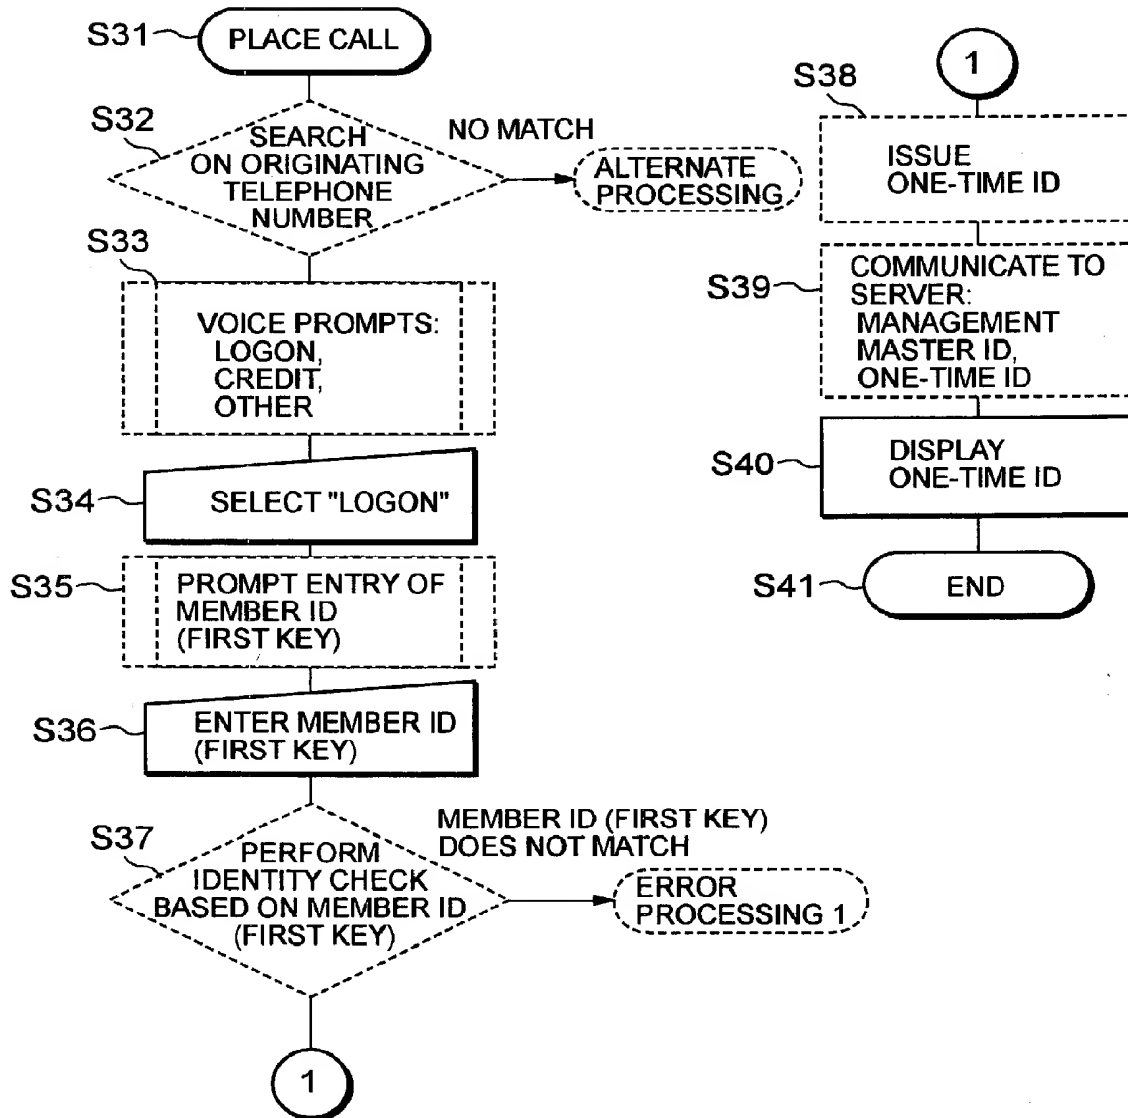 S31
PLACE CALL
S32
SEARCH
ON ORIGINATING
TELEPHONE
NUMBER
NO MATCH
ALTERNATE
PROCESSING
S33
VOICE PROMPTS:
LOGON,
CREDIT,
OTHER
S34
SELECT "LOGON"
S35
PROMPT ENTRY OF
MEMBER ID
(FIRST KEY)
S36
ENTER MEMBER ID
(FIRST KEY)
S37
PERFORM
IDENTITY CHECK
BASED ON MEMBER ID
(FIRST KEY)
MEMBER ID (FIRST KEY)
DOES NOT MATCH
ERROR
PROCESSING 1
1
1
S38
ISSUE
ONE-TIME ID
S39
COMMUNICATE TO
SERVER:
MANAGEMENT
MASTER ID,
ONE-TIME ID
S40
DISPLAY
ONE-TIME ID
S41
END